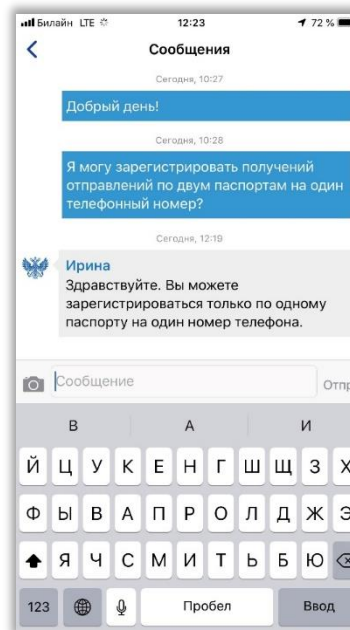 Билайн LTE 12:23 72 %
Сообщения
Сегодня, 10:27
Добрый день!
Сегодня, 10:28
Я могу зарегистрировать получений
отправлений по двум паспортам на один
телефонный номер?
Сегодня, 12:19
Ирина
Здравствуйте. Вы можете
зарегистрироваться только по одному
паспорту на один номер телефона.
Сообщение Отпр
В А И
Й Ц У К Е Н Г Ш Щ З Х
Ф Ы В А П Р О Л Д Ж Э
Я Ч С М И Т Ь Б Ю
123 Пробел Ввод